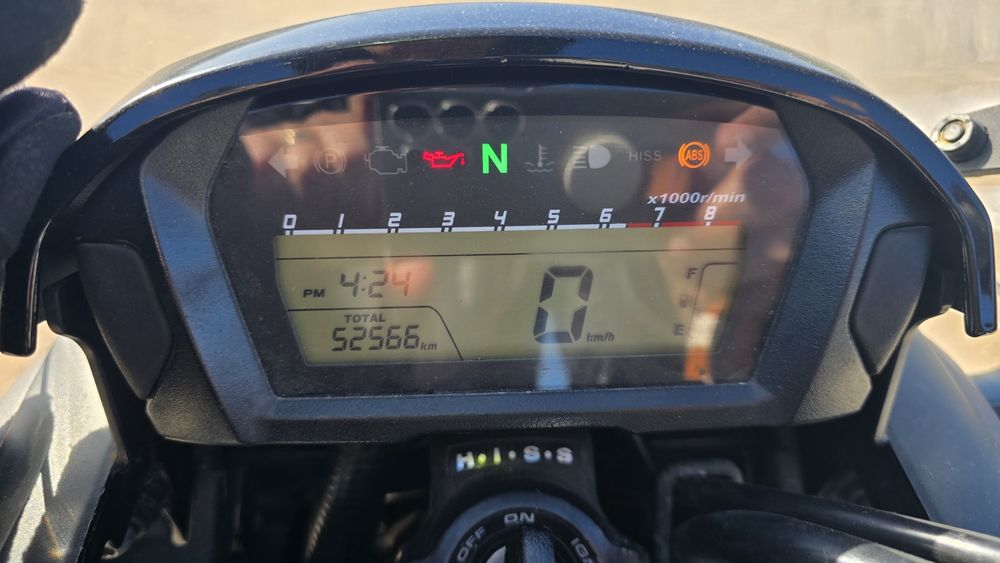 P N HISS ABS
x1000r/min
0 1 2 3 4 5 6 7 8
PM 4:24
TOTAL
52566 km
0 km/h
F
E
H·I·S·S
OFF ON IG